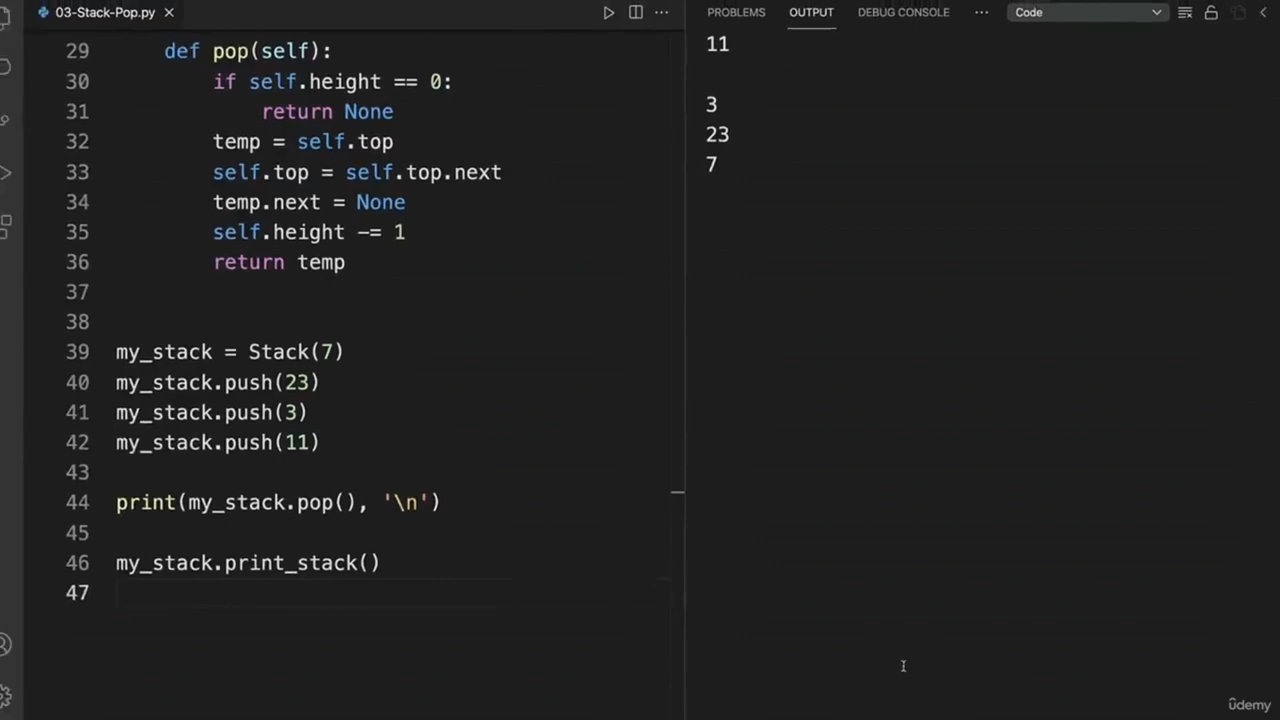 03-Stack-Pop.py
PROBLEMS OUTPUT DEBUG CONSOLE ··· Code
29 def pop(self):
30 if self.height == 0:
31 return None
32 temp = self.top
33 self.top = self.top.next
34 temp.next = None
35 self.height -= 1
36 return temp
37
38
39 my_stack = Stack(7)
40 my_stack.push(23)
41 my_stack.push(3)
42 my_stack.push(11)
43
44 print(my_stack.pop(), '\n')
45
46 my_stack.print_stack()
47
11
3
23
7
ûdemy